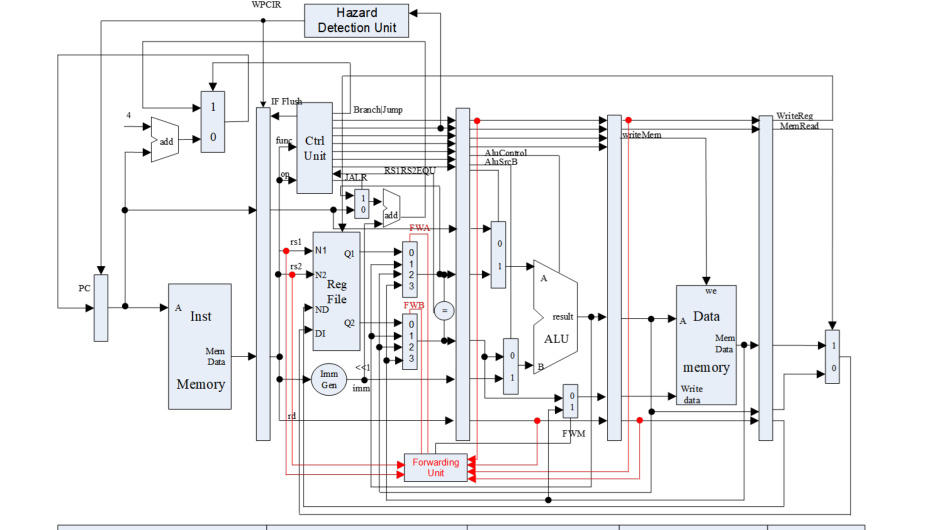 WPCIR
Hazard
Detection Unit
IF Flush
Branch|Jump
WriteReg
MemRead
1
0
4
add
func
Ctrl
Unit
writeMem
AluControl
AluSrcB
RS1RS2EQU
op
JALR
1
0
add
FWA
rs1
N1
Q1
0
1
2
3
0
1
rs2
N2
Reg
File
A
PC
A
Inst
we
FWB
ND
Q2
0
1
2
3
=
result
ALU
A
Data
DI
Mem
Data
Mem
Data
1
0
0
1
B
memory
Memory
Imm
Gen
<<1
imm
0
1
Write
data
rd
FWM
Forwarding
Unit